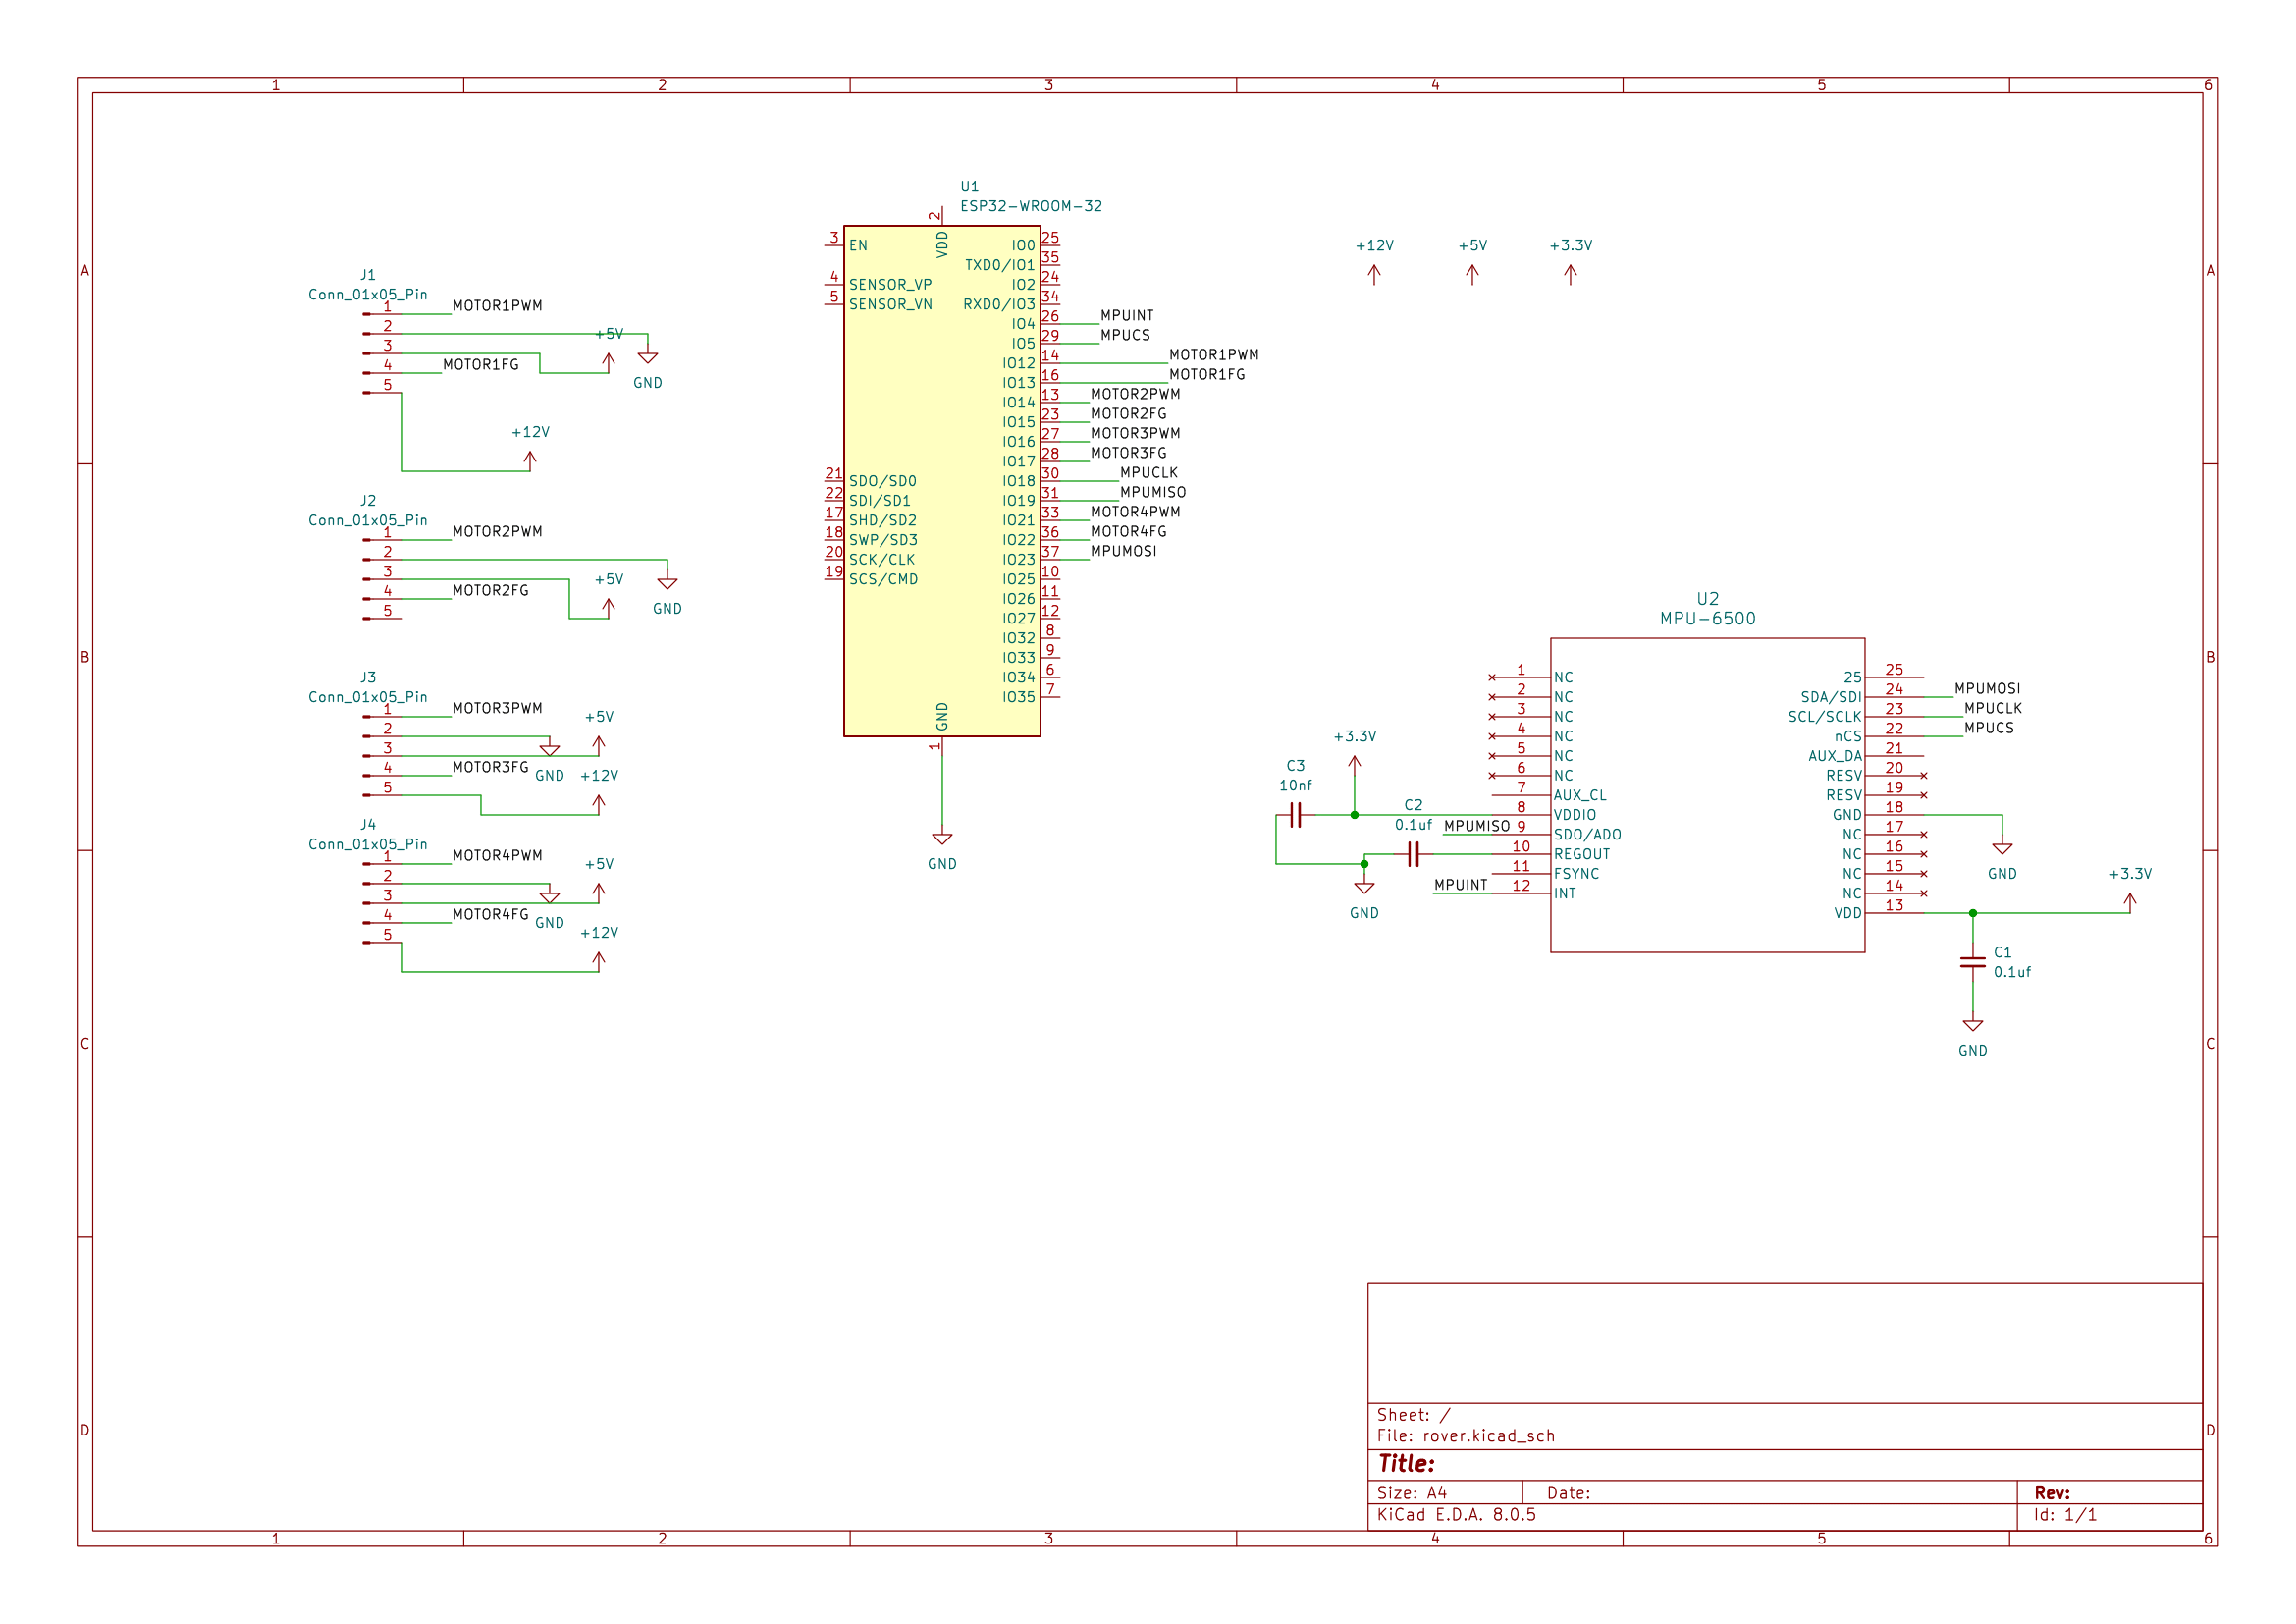 1 2 3 4 5 6
A
B
C
D
A
B
C
D
1 2 3 4 5 6
J1
Conn_01x05_Pin
1 MOTOR1PWM
2
+5V
3
4 MOTOR1FG
GND
5
+12V
J2
Conn_01x05_Pin
1 MOTOR2PWM
2
3
+5V
4 MOTOR2FG
GND
5
J3
Conn_01x05_Pin
1 MOTOR3PWM
+5V
2
3
4 MOTOR3FG
GND
+12V
5
J4
Conn_01x05_Pin
1 MOTOR4PWM
+5V
2
3
4 MOTOR4FG
GND
+12V
5
U1
ESP32-WROOM-32
2
VDD
3 EN
4 SENSOR_VP
5 SENSOR_VN
21 SDO/SD0
22 SDI/SD1
17 SHD/SD2
18 SWP/SD3
20 SCK/CLK
19 SCS/CMD
IO0 25
TXD0/IO1 35
IO2 24
RXD0/IO3 34
IO4 26 MPUINT
IO5 29 MPUCS
IO12 14 MOTOR1PWM
IO13 16 MOTOR1FG
IO14 13 MOTOR2PWM
IO15 23 MOTOR2FG
IO16 27 MOTOR3PWM
IO17 28 MOTOR3FG
IO18 30 MPUCLK
IO19 31 MPUMISO
IO21 33 MOTOR4PWM
IO22 36 MOTOR4FG
IO23 37 MPUMOSI
IO25 10
IO26 11
IO27 12
IO32 8
IO33 9
IO34 6
IO35 7
GND
1
GND
+12V +5V +3.3V
U2
MPU-6500
1 NC
2 NC
3 NC
4 NC
5 NC
6 NC
7 AUX_CL
8 VDDIO
MPUMISO 9 SDO/ADO
10 REGOUT
11 FSYNC
MPUINT 12 INT
25 25
SDA/SDI 24 MPUMOSI
SCL/SCLK 23 MPUCLK
nCS 22 MPUCS
AUX_DA 21
RESV 20
RESV 19
GND 18
NC 17
NC 16
NC 15
NC 14
VDD 13
+3.3V
C3
10nf
C2
0.1uf
GND
GND
+3.3V
C1
0.1uf
GND
Sheet: /
File: rover.kicad_sch
Title:
Size: A4 Date: Rev:
KiCad E.D.A. 8.0.5 Id: 1/1